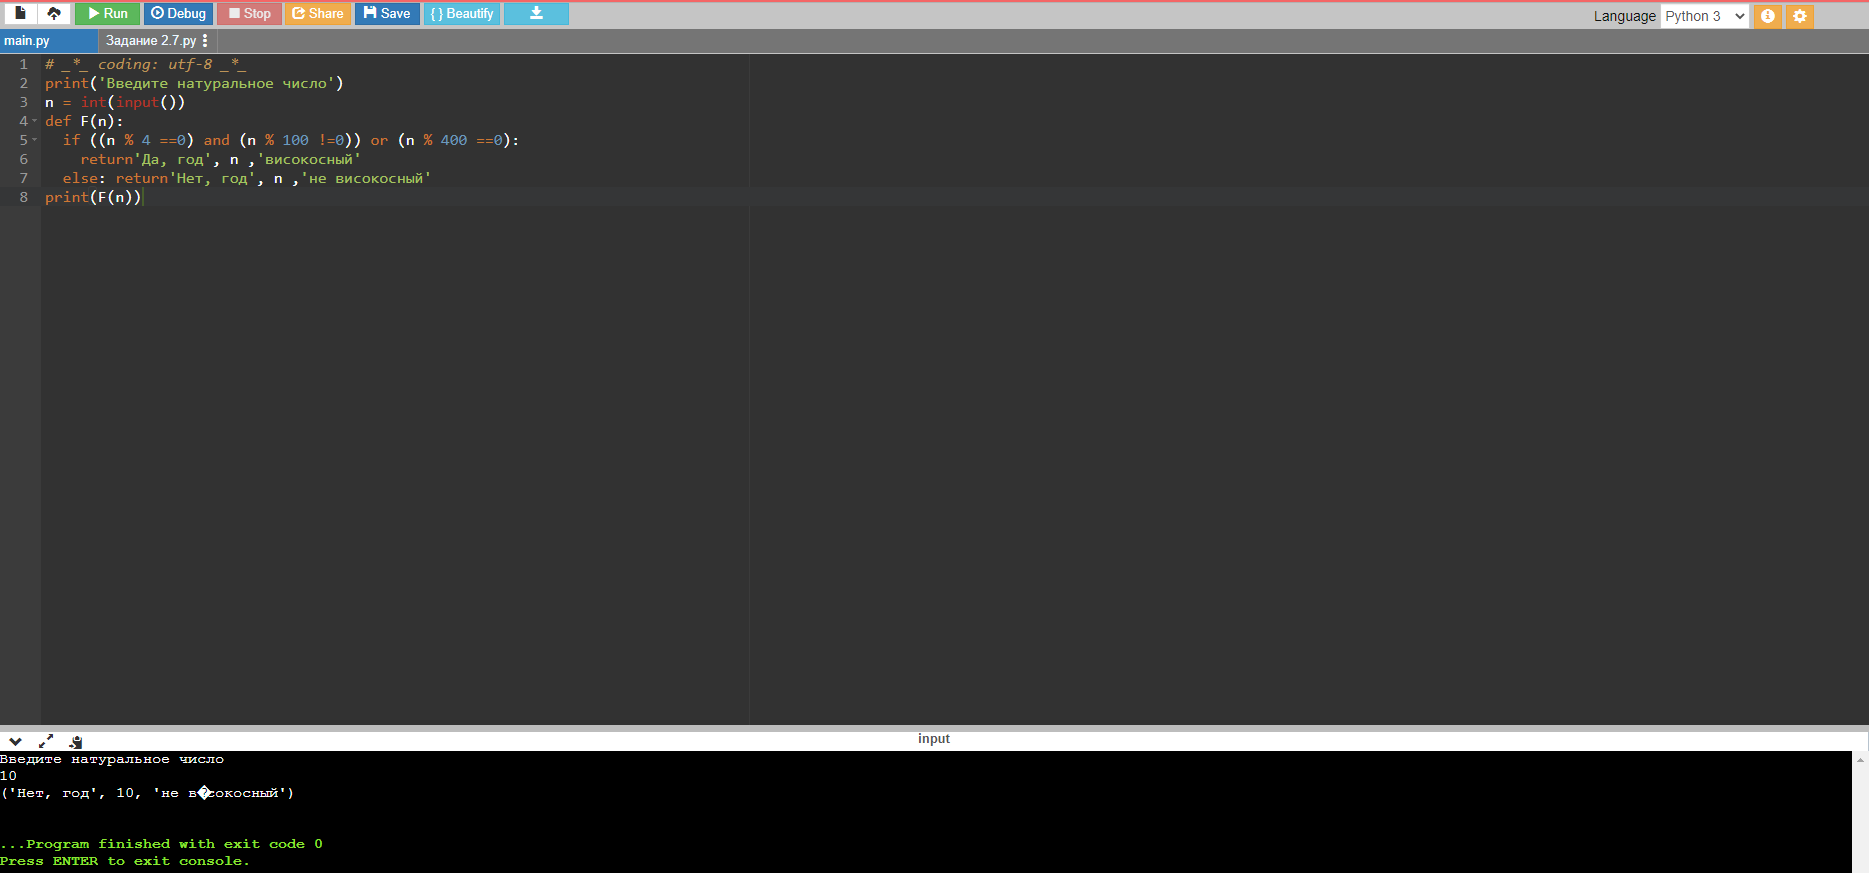 Run Debug Stop Share Save { } Beautify Language Python 3
main.py Задание 2.7.py
1 # _*_ coding: utf-8 _*_
2 print('Введите натуральное число')
3 n = int(input())
4 def F(n):
5 if ((n % 4 ==0) and (n % 100 !=0)) or (n % 400 ==0):
6 return'Да, год', n ,'високосный'
7 else: return'Нет, год', n ,'не високосный'
8 print(F(n))
input
Введите натуральное число
10
('Нет, год', 10, 'не в�сокосный')
...Program finished with exit code 0
Press ENTER to exit console.